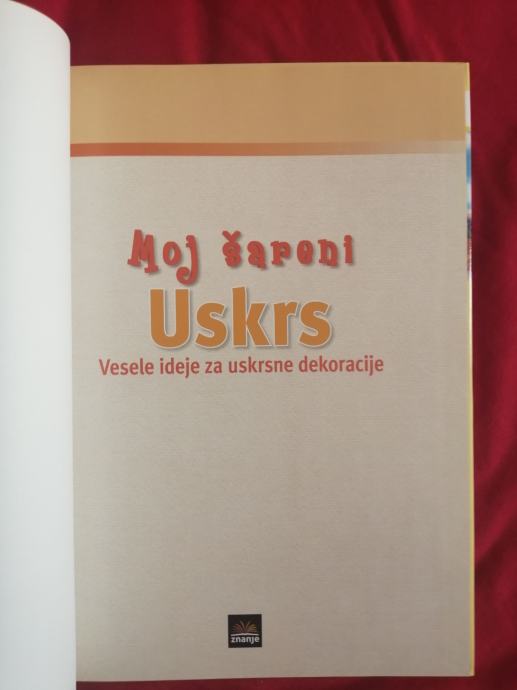 Moj šareni
Uskrs
Vesele ideje za uskrsne dekoracije
znanje